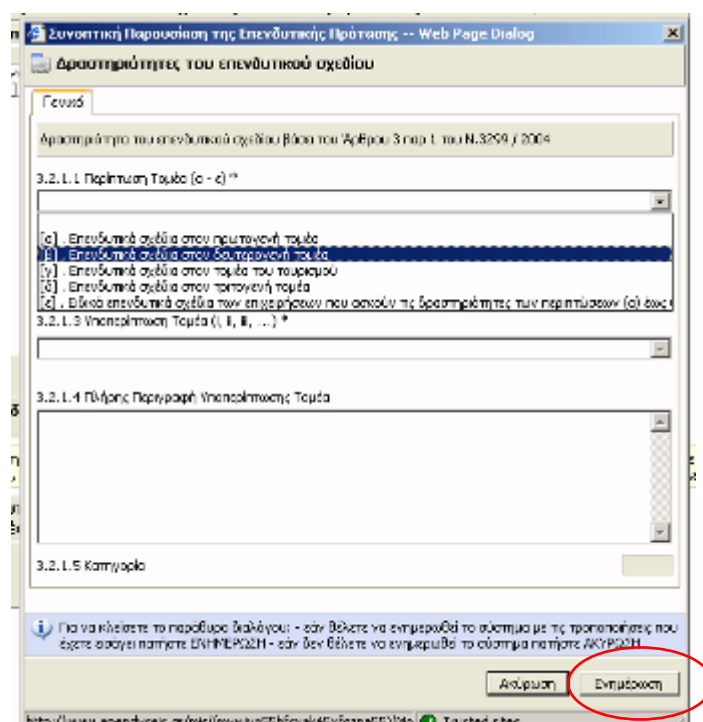 Συνοπτική Παρουσίαση της Επενδυτικής Πρότασης -- Web Page Dialog
Δραστηριότητες του επενδυτικού σχεδίου
Γενικό
Δραστηριότητα του επενδυτικού σχεδίου βάσει του Άρθρου 3 παρ 1 του Ν.3299 / 2004
3.2.1.1 Περίπτωση Τομέα (α - ε) *
[α] . Επενδυτικά σχέδια στον πρωτογενή τομέα
[β] . Επενδυτικά σχέδια στον δευτερογενή τομέα
[γ] . Επενδυτικά σχέδια στον τομέα του τουρισμού
[δ] . Επενδυτικά σχέδια στον τριτογενή τομέα
[ε] . Ειδικά επενδυτικά σχέδια των επιχειρήσεων που ασκούν τις δραστηριότητες των περιπτώσεων (α) έως
3.2.1.3 Υποπερίπτωση Τομέα (i, ii, iii, ...) *
3.2.1.4 Πλήρης Περιγραφή Υποπερίπτωσης Τομέα
3.2.1.5 Κατηγορία
Για να κλείσετε το παράθυρο διαλόγου: - εάν θέλετε να ενημερωθεί το σύστημα με τις τροποποιήσεις που
έχετε εισάγει πατήστε ΕΝΗΜΕΡΩΣΗ - εάν δεν θέλετε να ενημερωθεί το σύστημα πατήστε ΑΚΥΡΩΣΗ
Ακύρωση
Ενημέρωση
Trusted sites